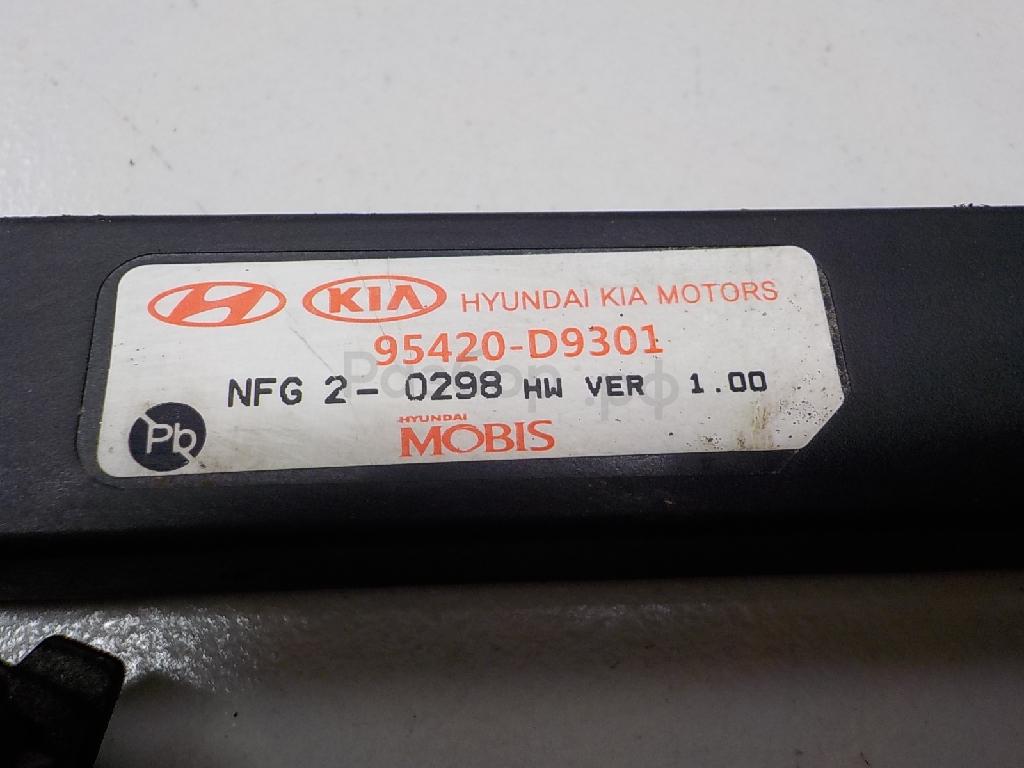 KIA HYUNDAI KIA MOTORS
95420-D9301
NFG 2- 0298 HW VER 1.00
Pb
HYUNDAI
MOBIS